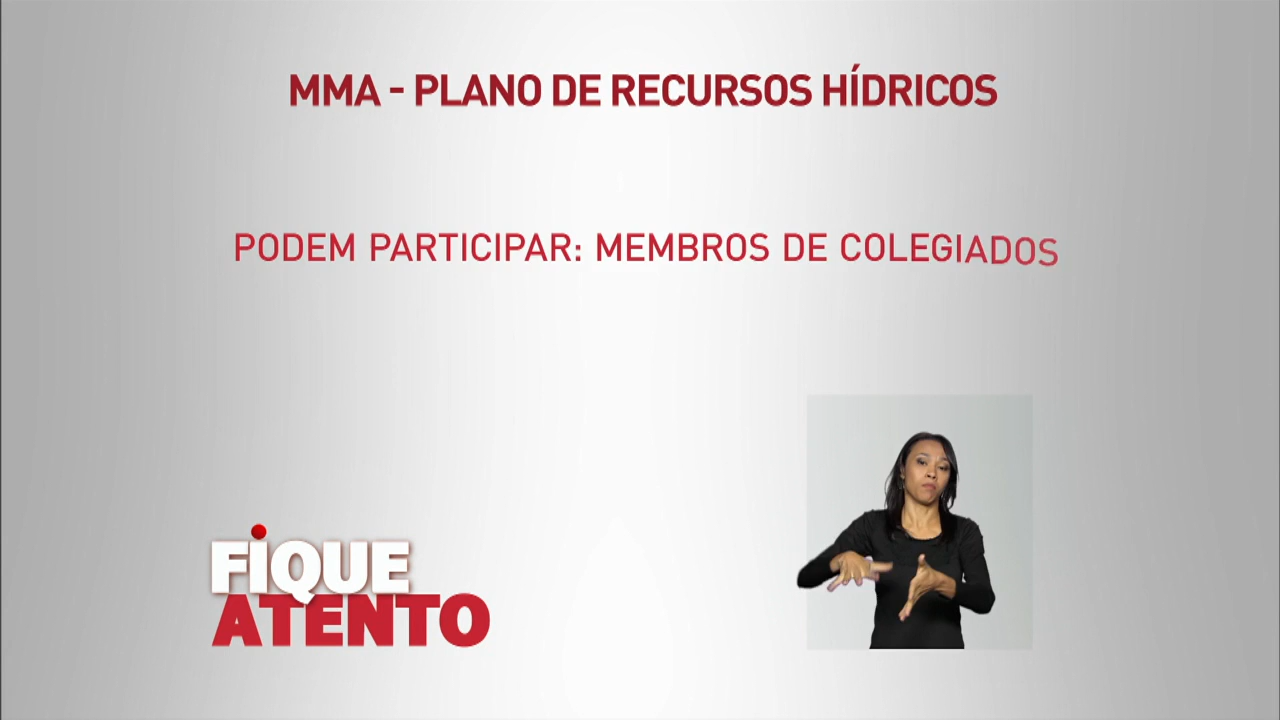 MMA - PLANO DE RECURSOS HÍDRICOS
PODEM PARTICIPAR: MEMBROS DE COLEGIADOS
FIQUE
ATENTO